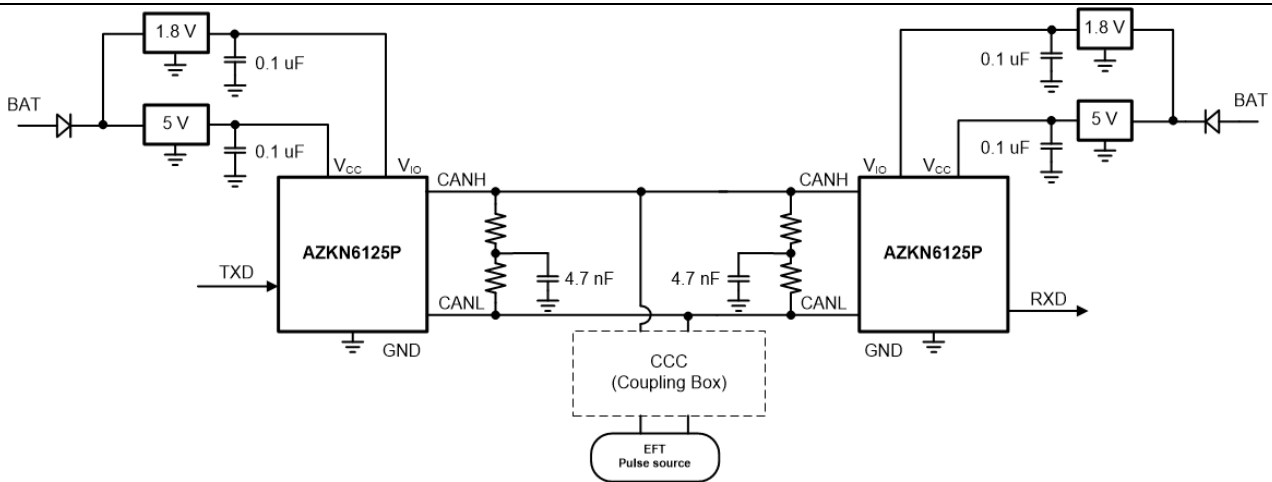 1.8 V
1.8 V
0.1 uF
0.1 uF
BAT
BAT
5 V
5 V
0.1 uF
0.1 uF
VCC
VIO
VIO
VCC
CANH
CANH
AZKN6125P
AZKN6125P
TXD
4.7 nF
4.7 nF
CANL
CANL
RXD
GND
GND
CCC
(Coupling Box)
EFT
Pulse source